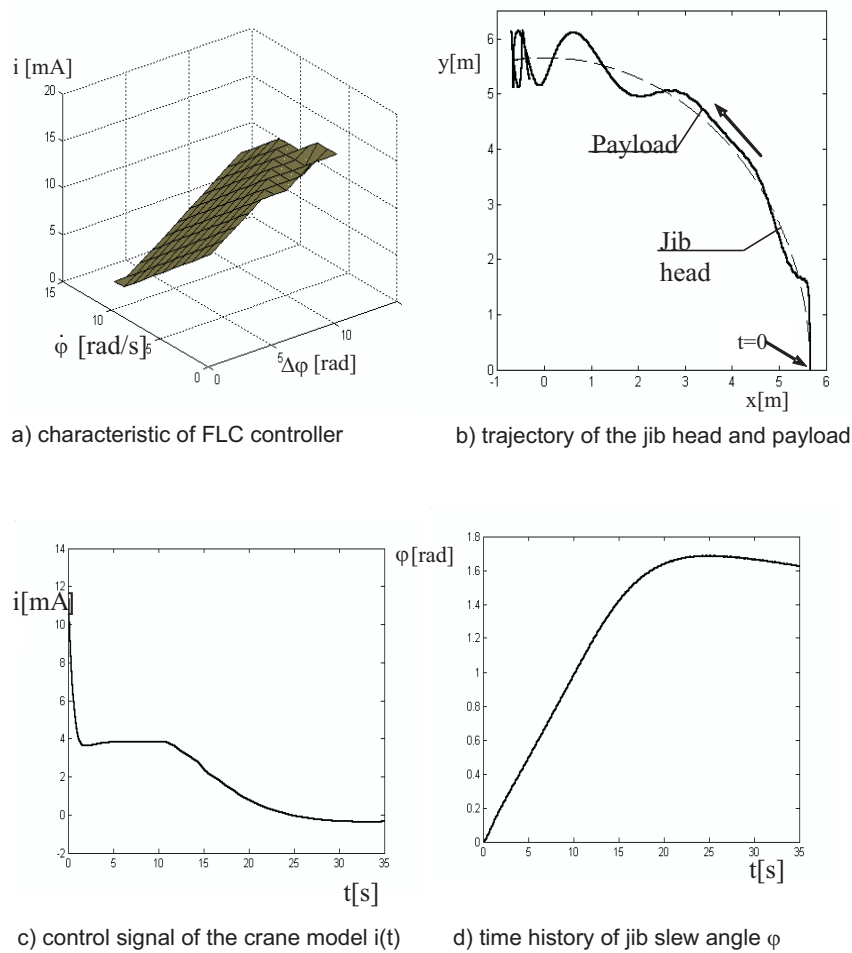 i [mA]
20
15
10
5
0
15
10
5
0
0
5
10
φ̇ [rad/s]
Δφ [rad]
y[m]
6
5
4
3
2
1
0
-1 0 1 2 3 4 5 6
x[m]
Payload
Jib
head
t=0
a) characteristic of FLC controller
b) trajectory of the jib head and payload
i[mA]
14
12
10
8
6
4
2
0
-2
0 5 10 15 20 25 30 35
t[s]
φ[rad]
1.8
1.6
1.4
1.2
1
0.8
0.6
0.4
0.2
0
0 5 10 15 20 25 30 35
t[s]
c) control signal of the crane model i(t)
d) time history of jib slew angle φ